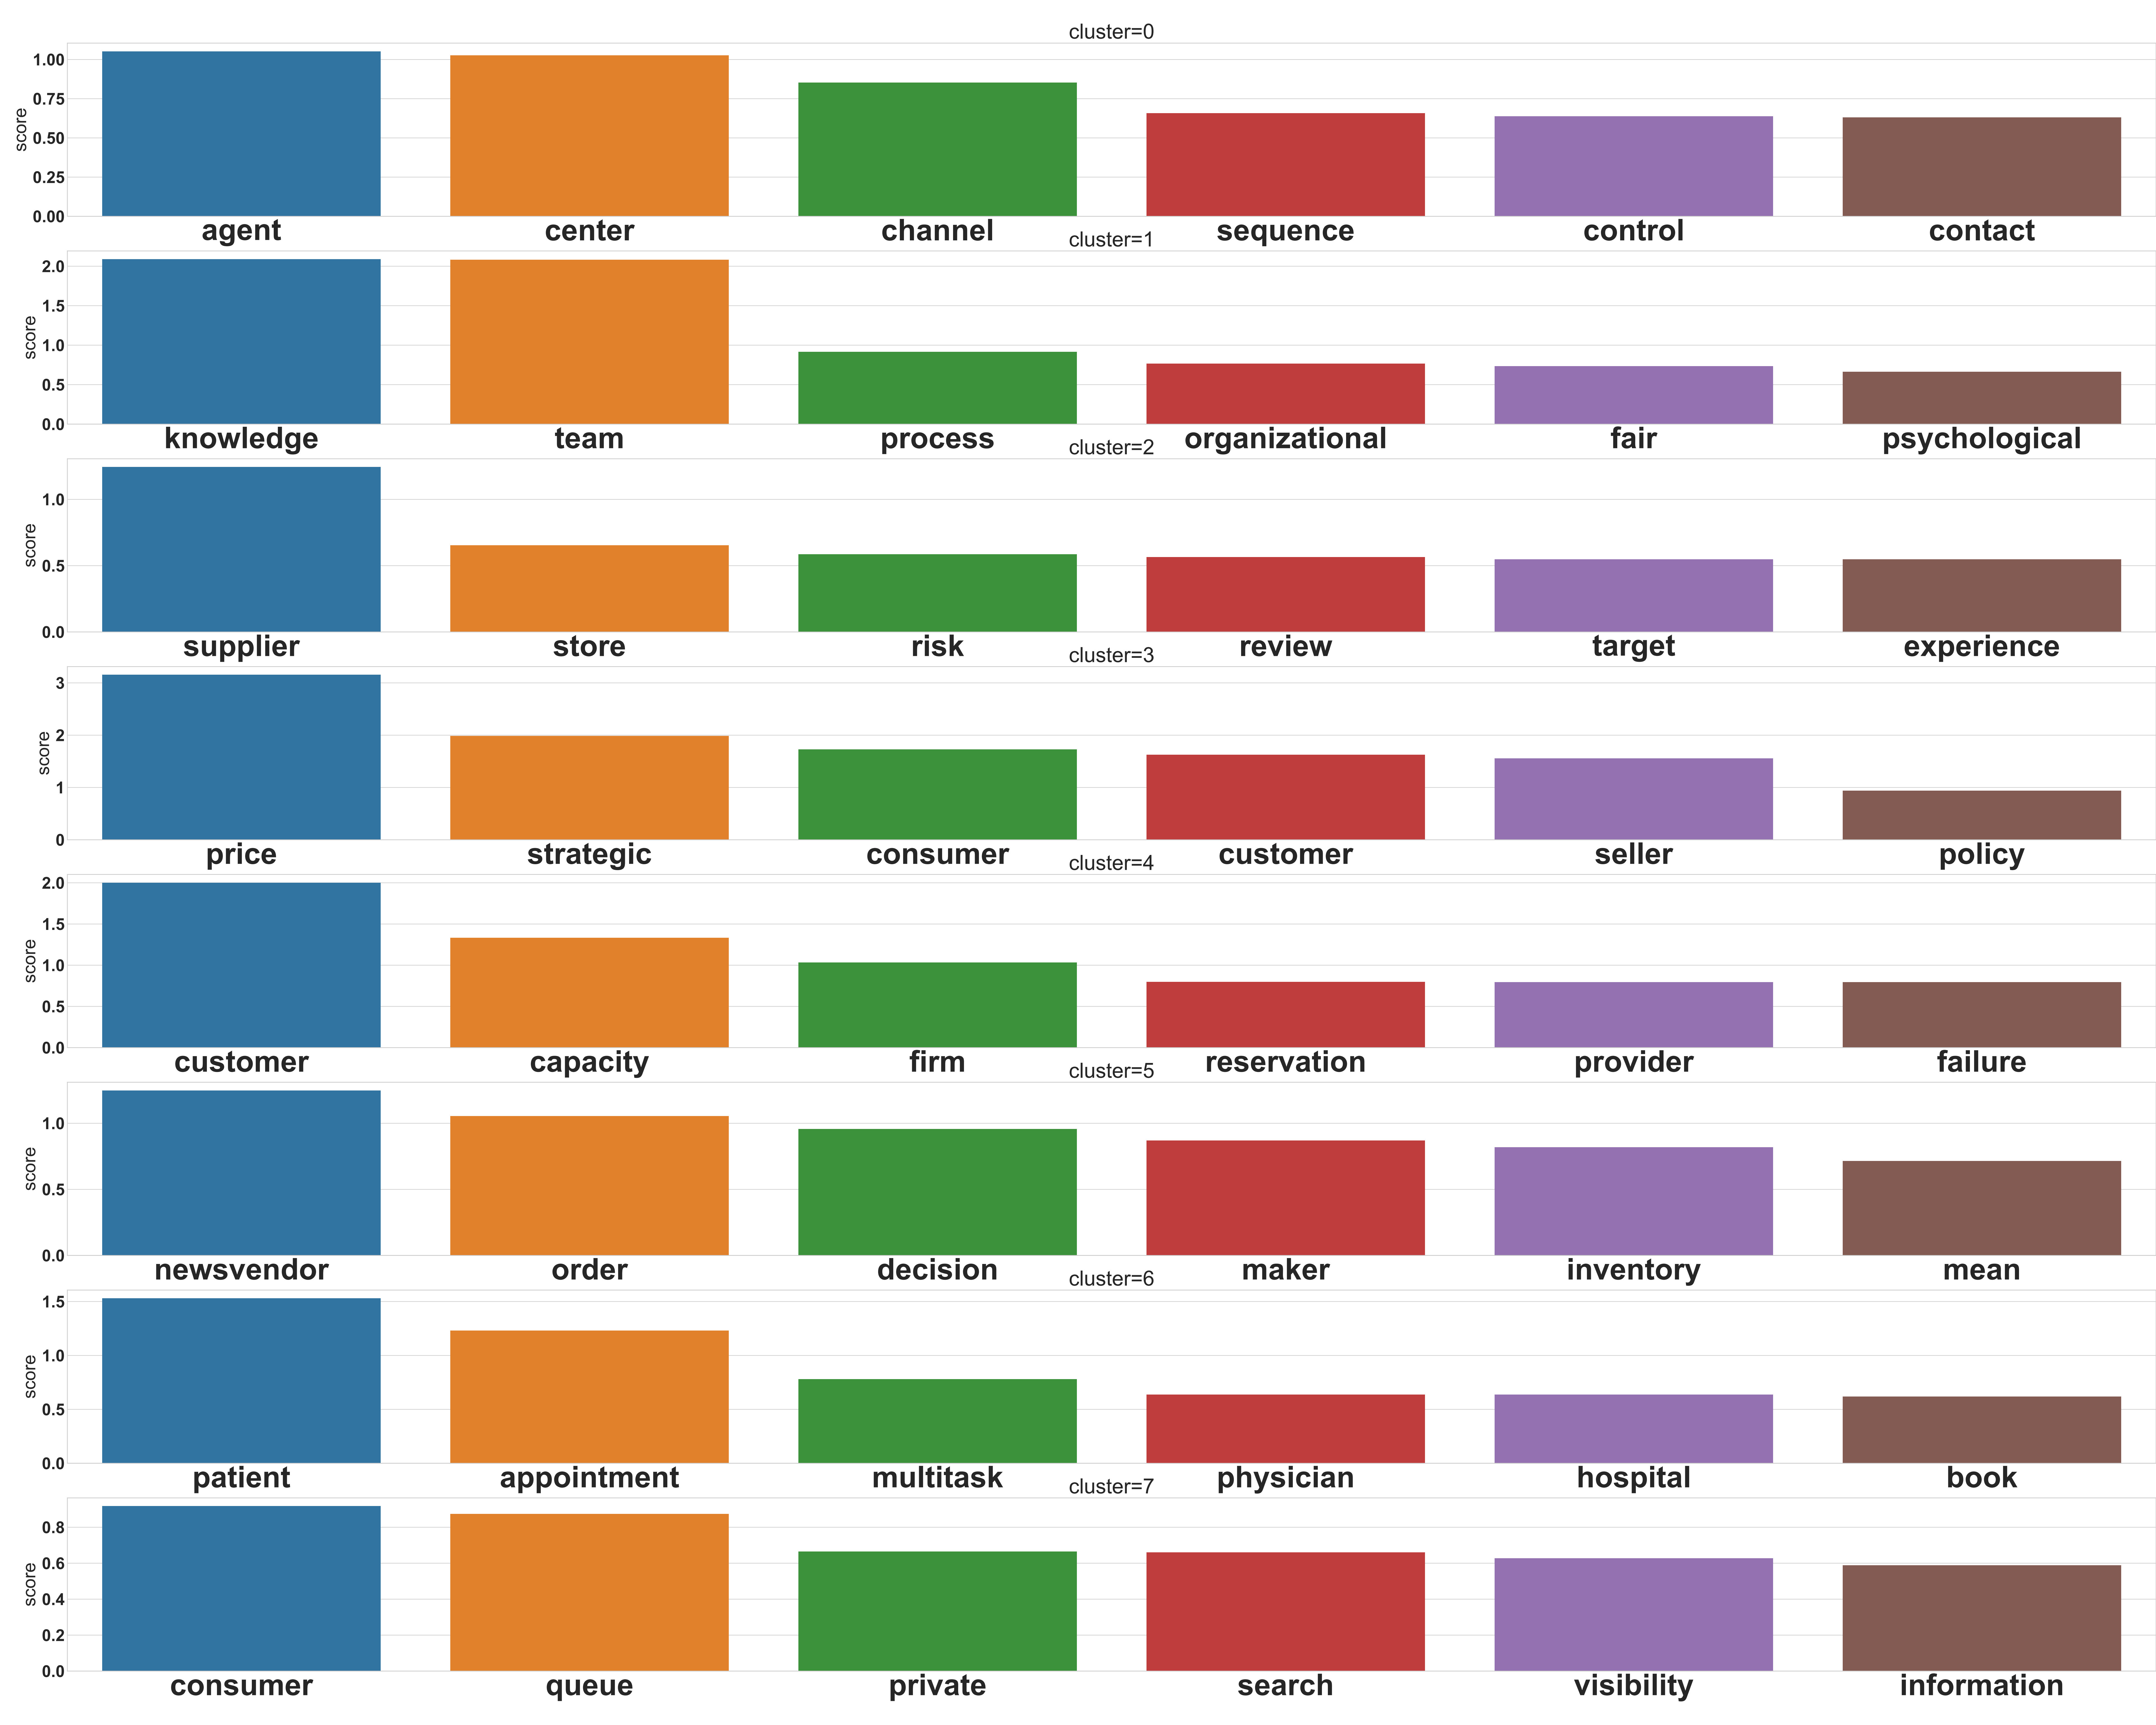 cluster=0
1.00
0.75
0.50
0.25
0.00
score
agent center channel sequence control contact
cluster=1
2.0
1.5
1.0
0.5
0.0
score
knowledge team process organizational fair psychological
cluster=2
1.0
0.5
0.0
score
supplier store risk review target experience
cluster=3
3
2
1
0
score
price strategic consumer customer seller policy
cluster=4
2.0
1.5
1.0
0.5
0.0
score
customer capacity firm reservation provider failure
cluster=5
1.0
0.5
0.0
score
newsvendor order decision maker inventory mean
cluster=6
1.5
1.0
0.5
0.0
score
patient appointment multitask physician hospital book
cluster=7
0.8
0.6
0.4
0.2
0.0
score
consumer queue private search visibility information